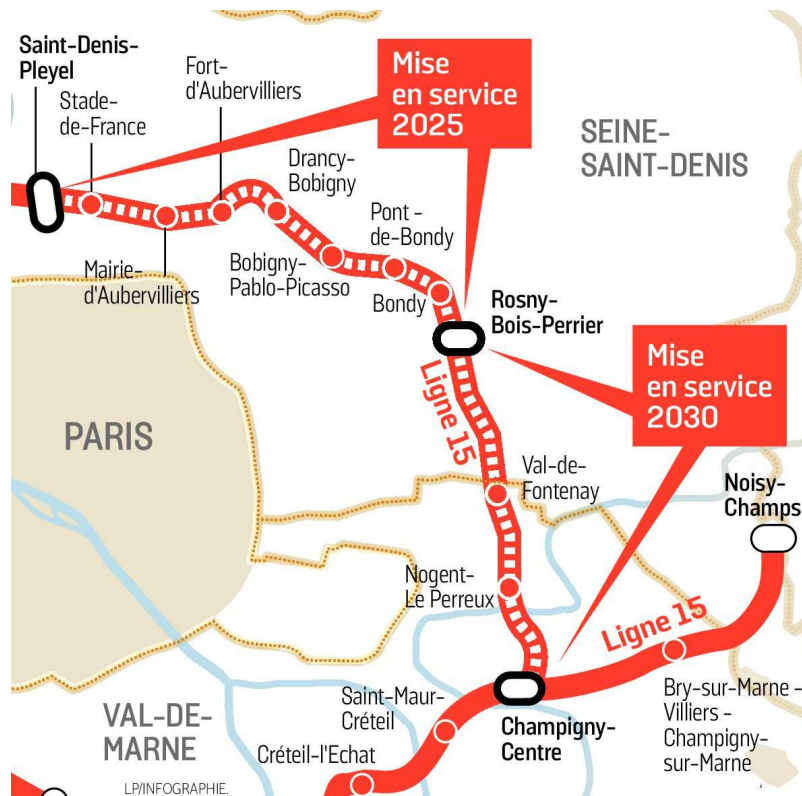 Saint-Denis-
Pleyel
Stade-
de-France
Fort-
d'Aubervilliers
Mise
en service
2025
SEINE-
SAINT-DENIS
Drancy-
Bobigny
Pont -
de-Bondy
Mairie-
d'Aubervilliers
Bobigny-
Pablo-Picasso
Bondy
Rosny-
Bois-Perrier
Mise
en service
2030
Ligne 15
PARIS
Val-de-
Fontenay
Noisy-
Champs
Nogent-
Le Perreux
Ligne 15
Saint-Maur-
Créteil
Champigny-
Centre
Bry-sur-Marne -
Villiers -
Champigny-
sur-Marne
VAL-DE-
MARNE
Créteil-l'Echat
LP/INFOGRAPHIE.